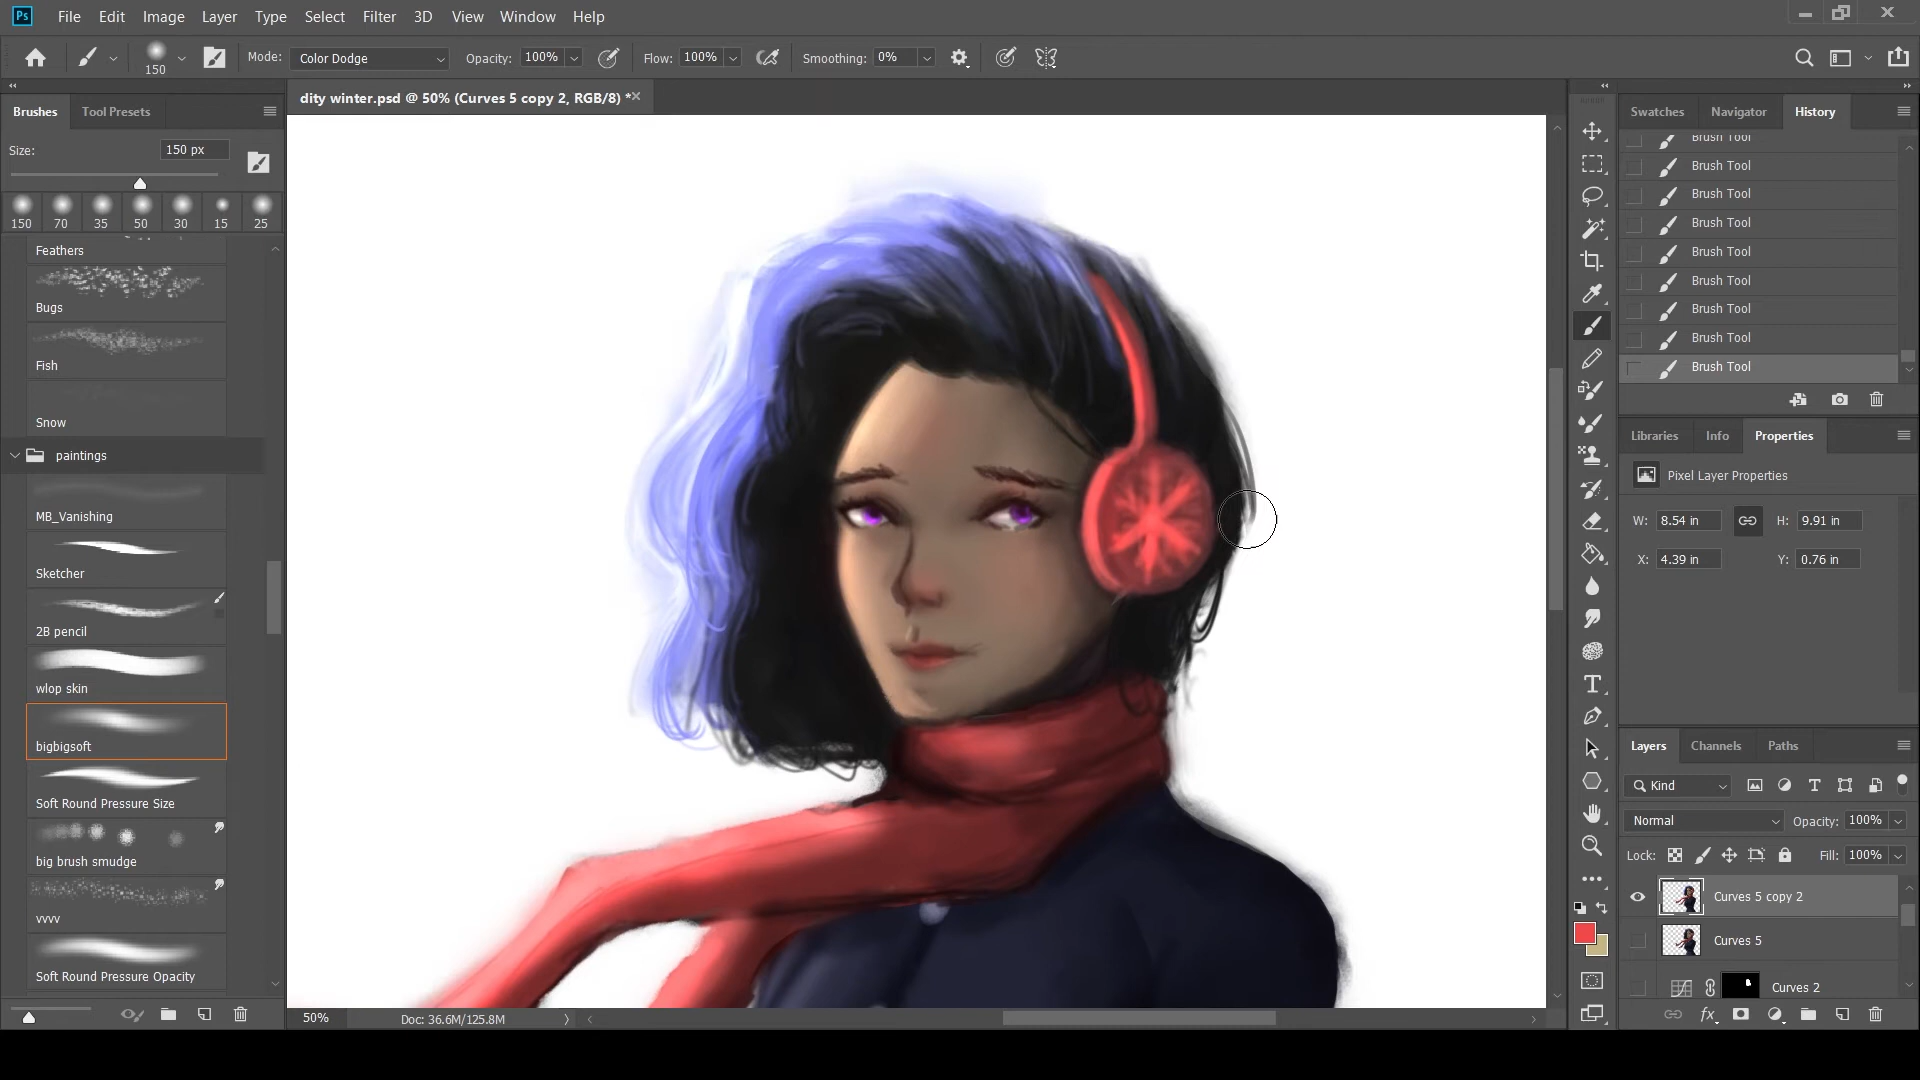 Ps File Edit Image Layer Type Select Filter 3D View Window Help
150 Mode: Color Dodge Opacity: 100% Flow: 100% Smoothing: 0%
dity winter.psd @ 50% (Curves 5 copy 2, RGB/8) *
Brushes Tool Presets
Size: 150 px
150 70 35 50 30 15 25
Feathers
Bugs
Fish
Snow
paintings
MB_Vanishing
Sketcher
2B pencil
wlop skin
bigbigsoft
Soft Round Pressure Size
big brush smudge
vvvv
Soft Round Pressure Opacity
50% Doc: 36.6M/125.8M
Swatches Navigator History
Brush Tool
Brush Tool
Brush Tool
Brush Tool
Brush Tool
Brush Tool
Brush Tool
Brush Tool
Brush Tool
Libraries Info Properties
Pixel Layer Properties
W: 8.54 in H: 9.91 in
X: 4.39 in Y: 0.76 in
Layers Channels Paths
Kind
Normal Opacity: 100%
Lock: Fill: 100%
Curves 5 copy 2
Curves 5
Curves 2
fx